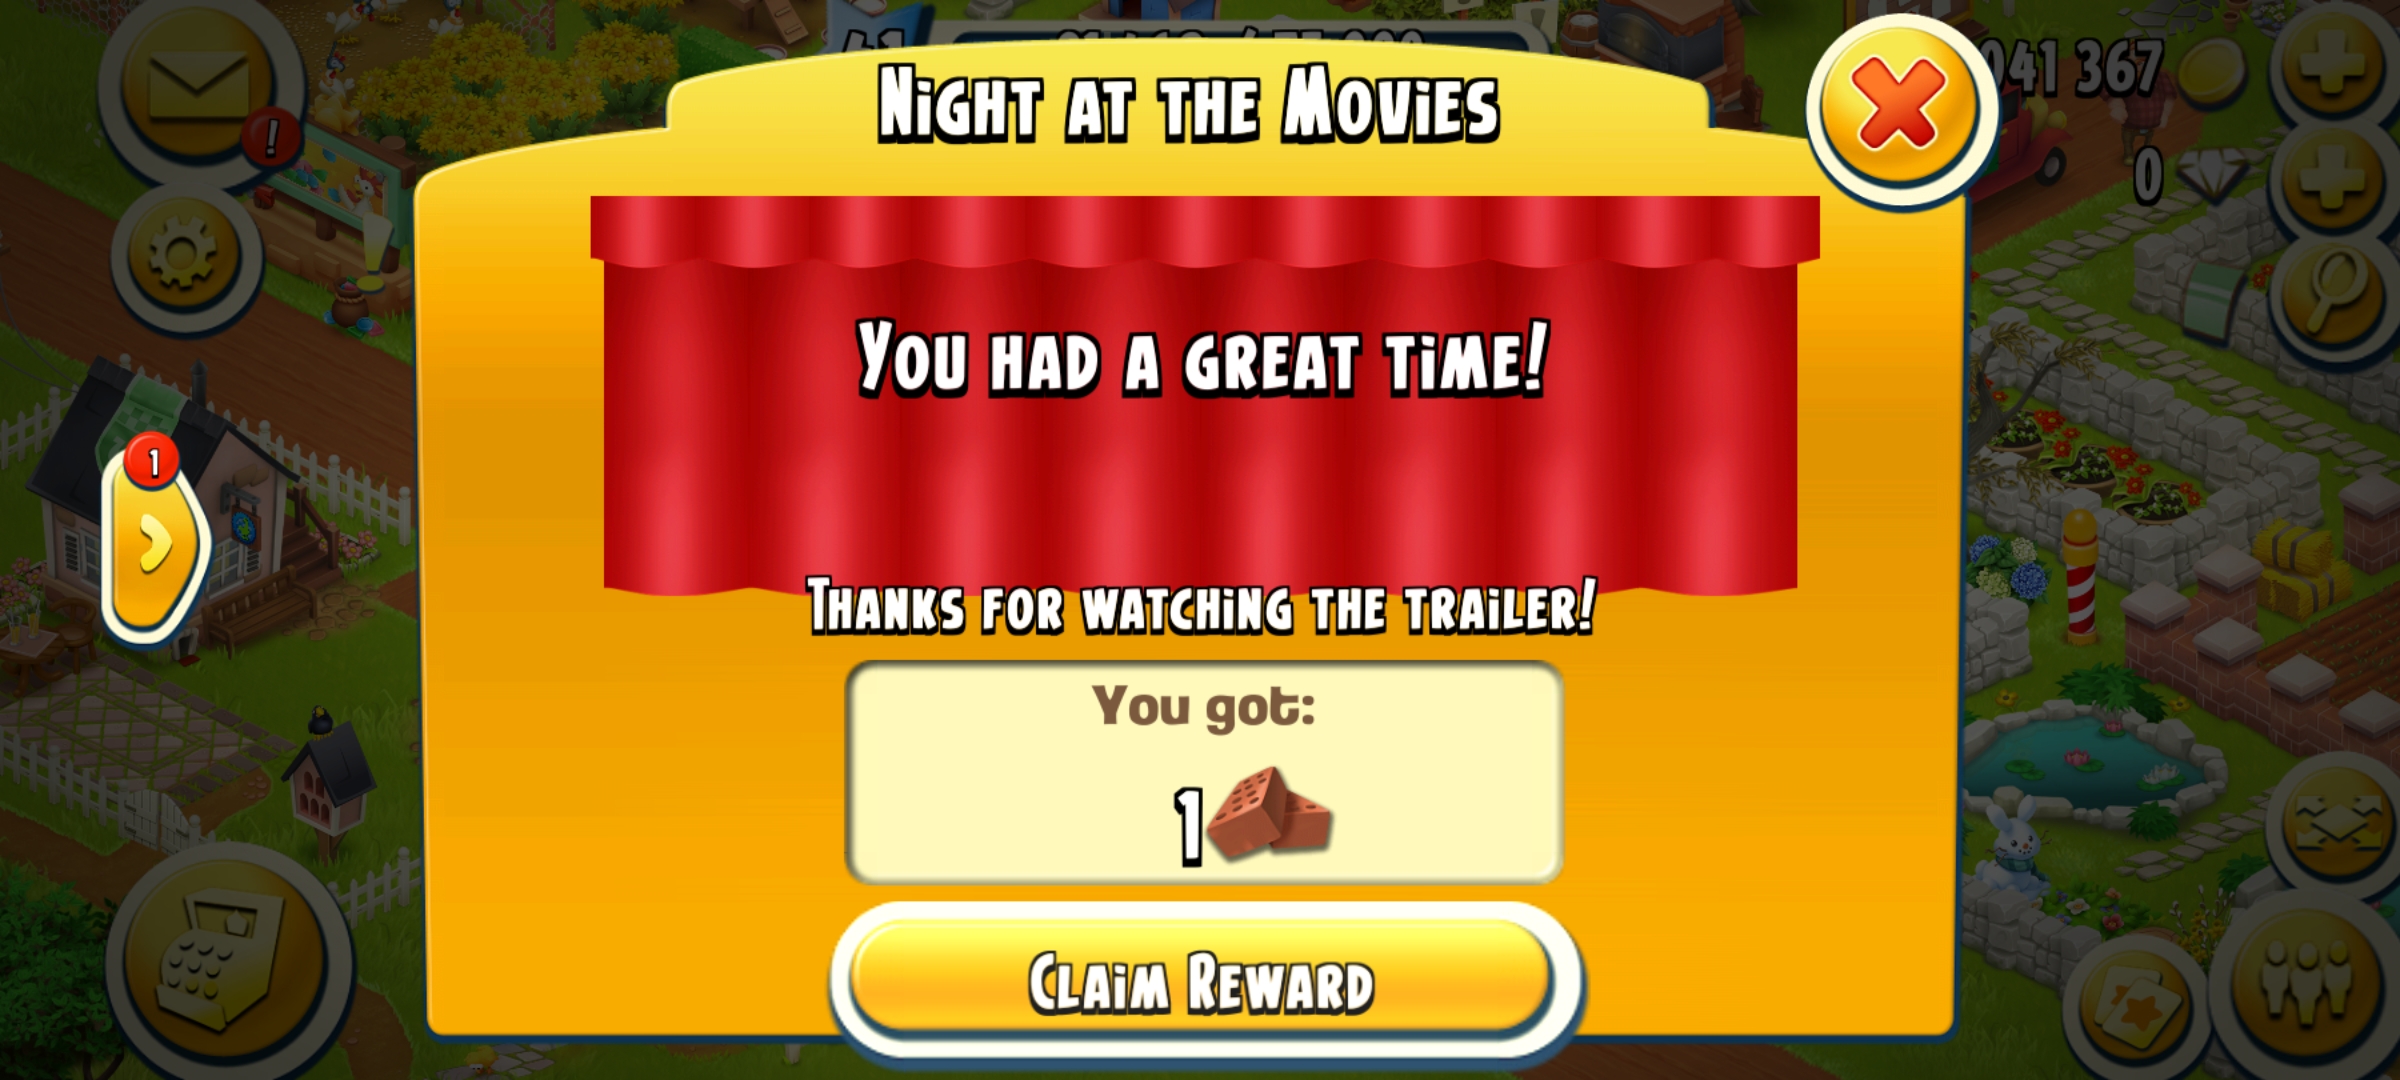 Night at the Movies
041 367
0
You had a great time!
1
Thanks for watching the trailer!
You got:
1
Claim Reward